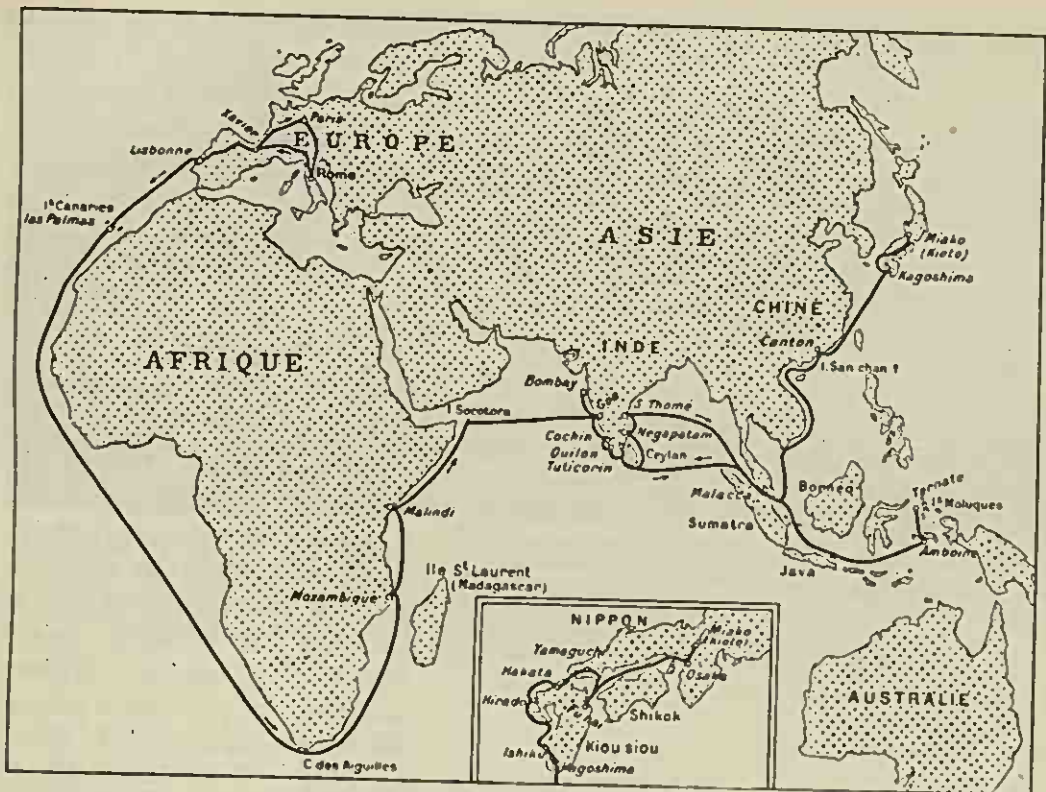 Xavier
Paris
EUROPE
Lisbonne
Rome
Iˢ Canaries
las Palmas
ASIE
Miako
(Kioto)
Kagoshima
CHINE
Canton
I. San chan †
AFRIQUE
INDE
Bombay
Goa
S. Thomé
I Socotora
Negapatam
Cochin
Ceylan
Quilon
Tuticorin
Malacca
Bornéo
Ternate
Iˢ Moluques
Malindi
Sumatra
Amboine
Java
Ile Sᵗ Laurent
(Madagascar)
Mozambique
NIPPON
Miako
(Kioto)
Yamaguchi
Hakata
Osaka
Hirado
Shikok
AUSTRALIE
Kiou siou
Ishiku
Kagoshima
C. des Aiguilles